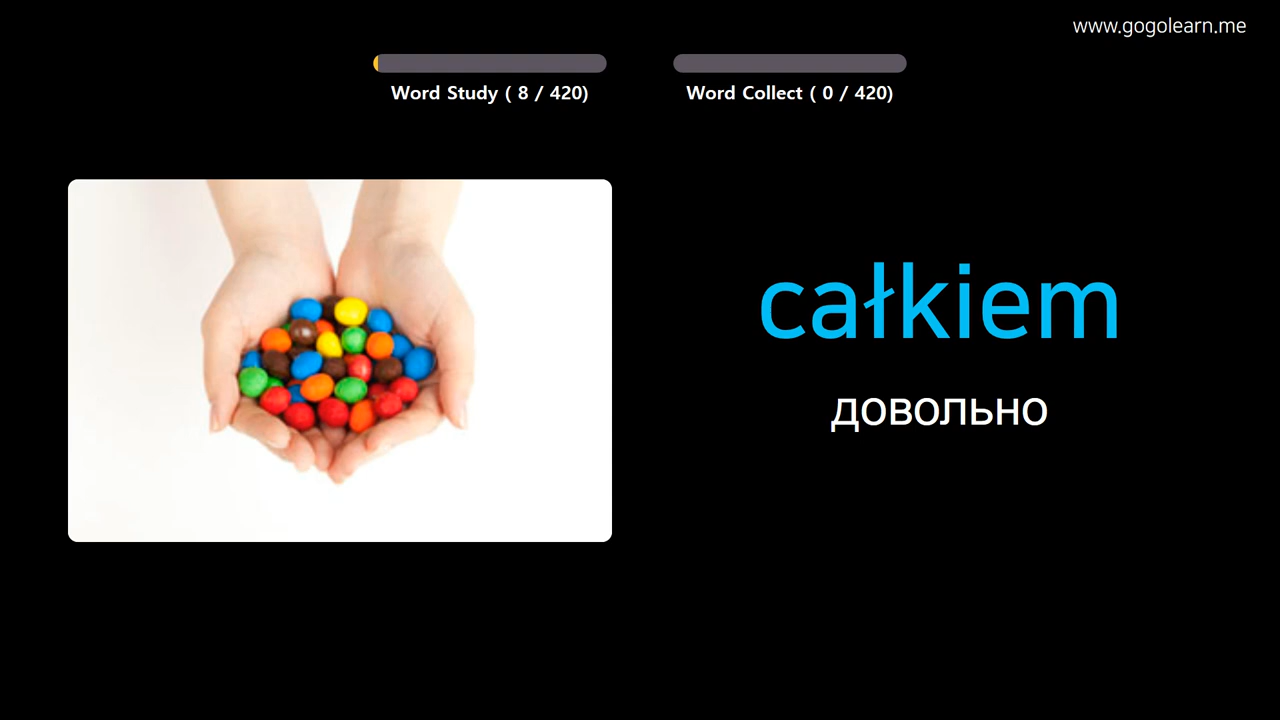 www.gogolearn.me
Word Study ( 8 / 420)
Word Collect ( 0 / 420)
całkiem
довольно